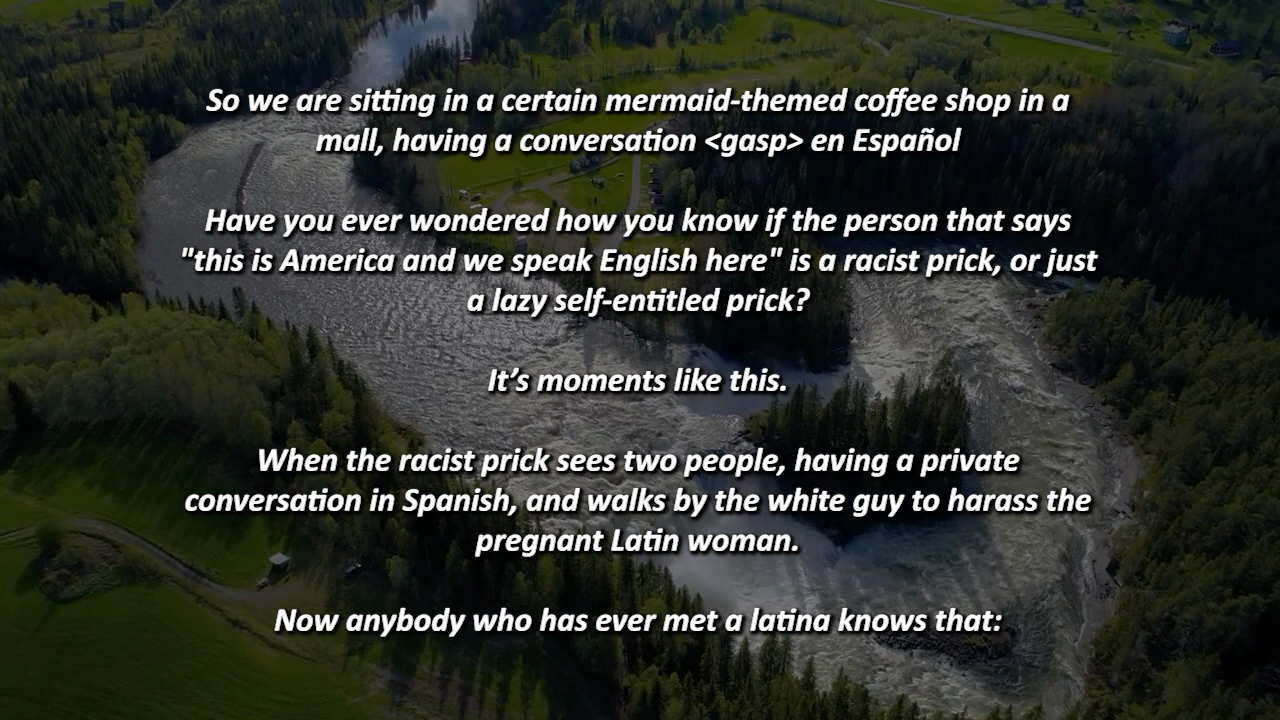 So we are sitting in a certain mermaid-themed coffee shop in a
mall, having a conversation <gasp> en Español
Have you ever wondered how you know if the person that says
"this is America and we speak English here" is a racist prick, or just
a lazy self-entitled prick?
It’s moments like this.
When the racist prick sees two people, having a private
conversation in Spanish, and walks by the white guy to harass the
pregnant Latin woman.
Now anybody who has ever met a latina knows that: